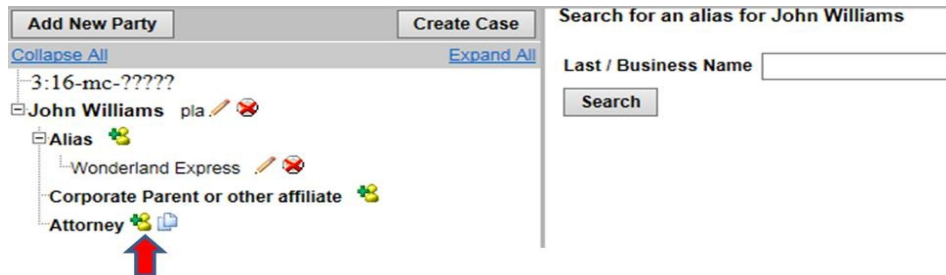 Add New Party
Create Case
Collapse All
Expand All
3:16-mc-?????
John Williams pla
Alias
Wonderland Express
Corporate Parent or other affiliate
Attorney
Search for an alias for John Williams
Last / Business Name
Search